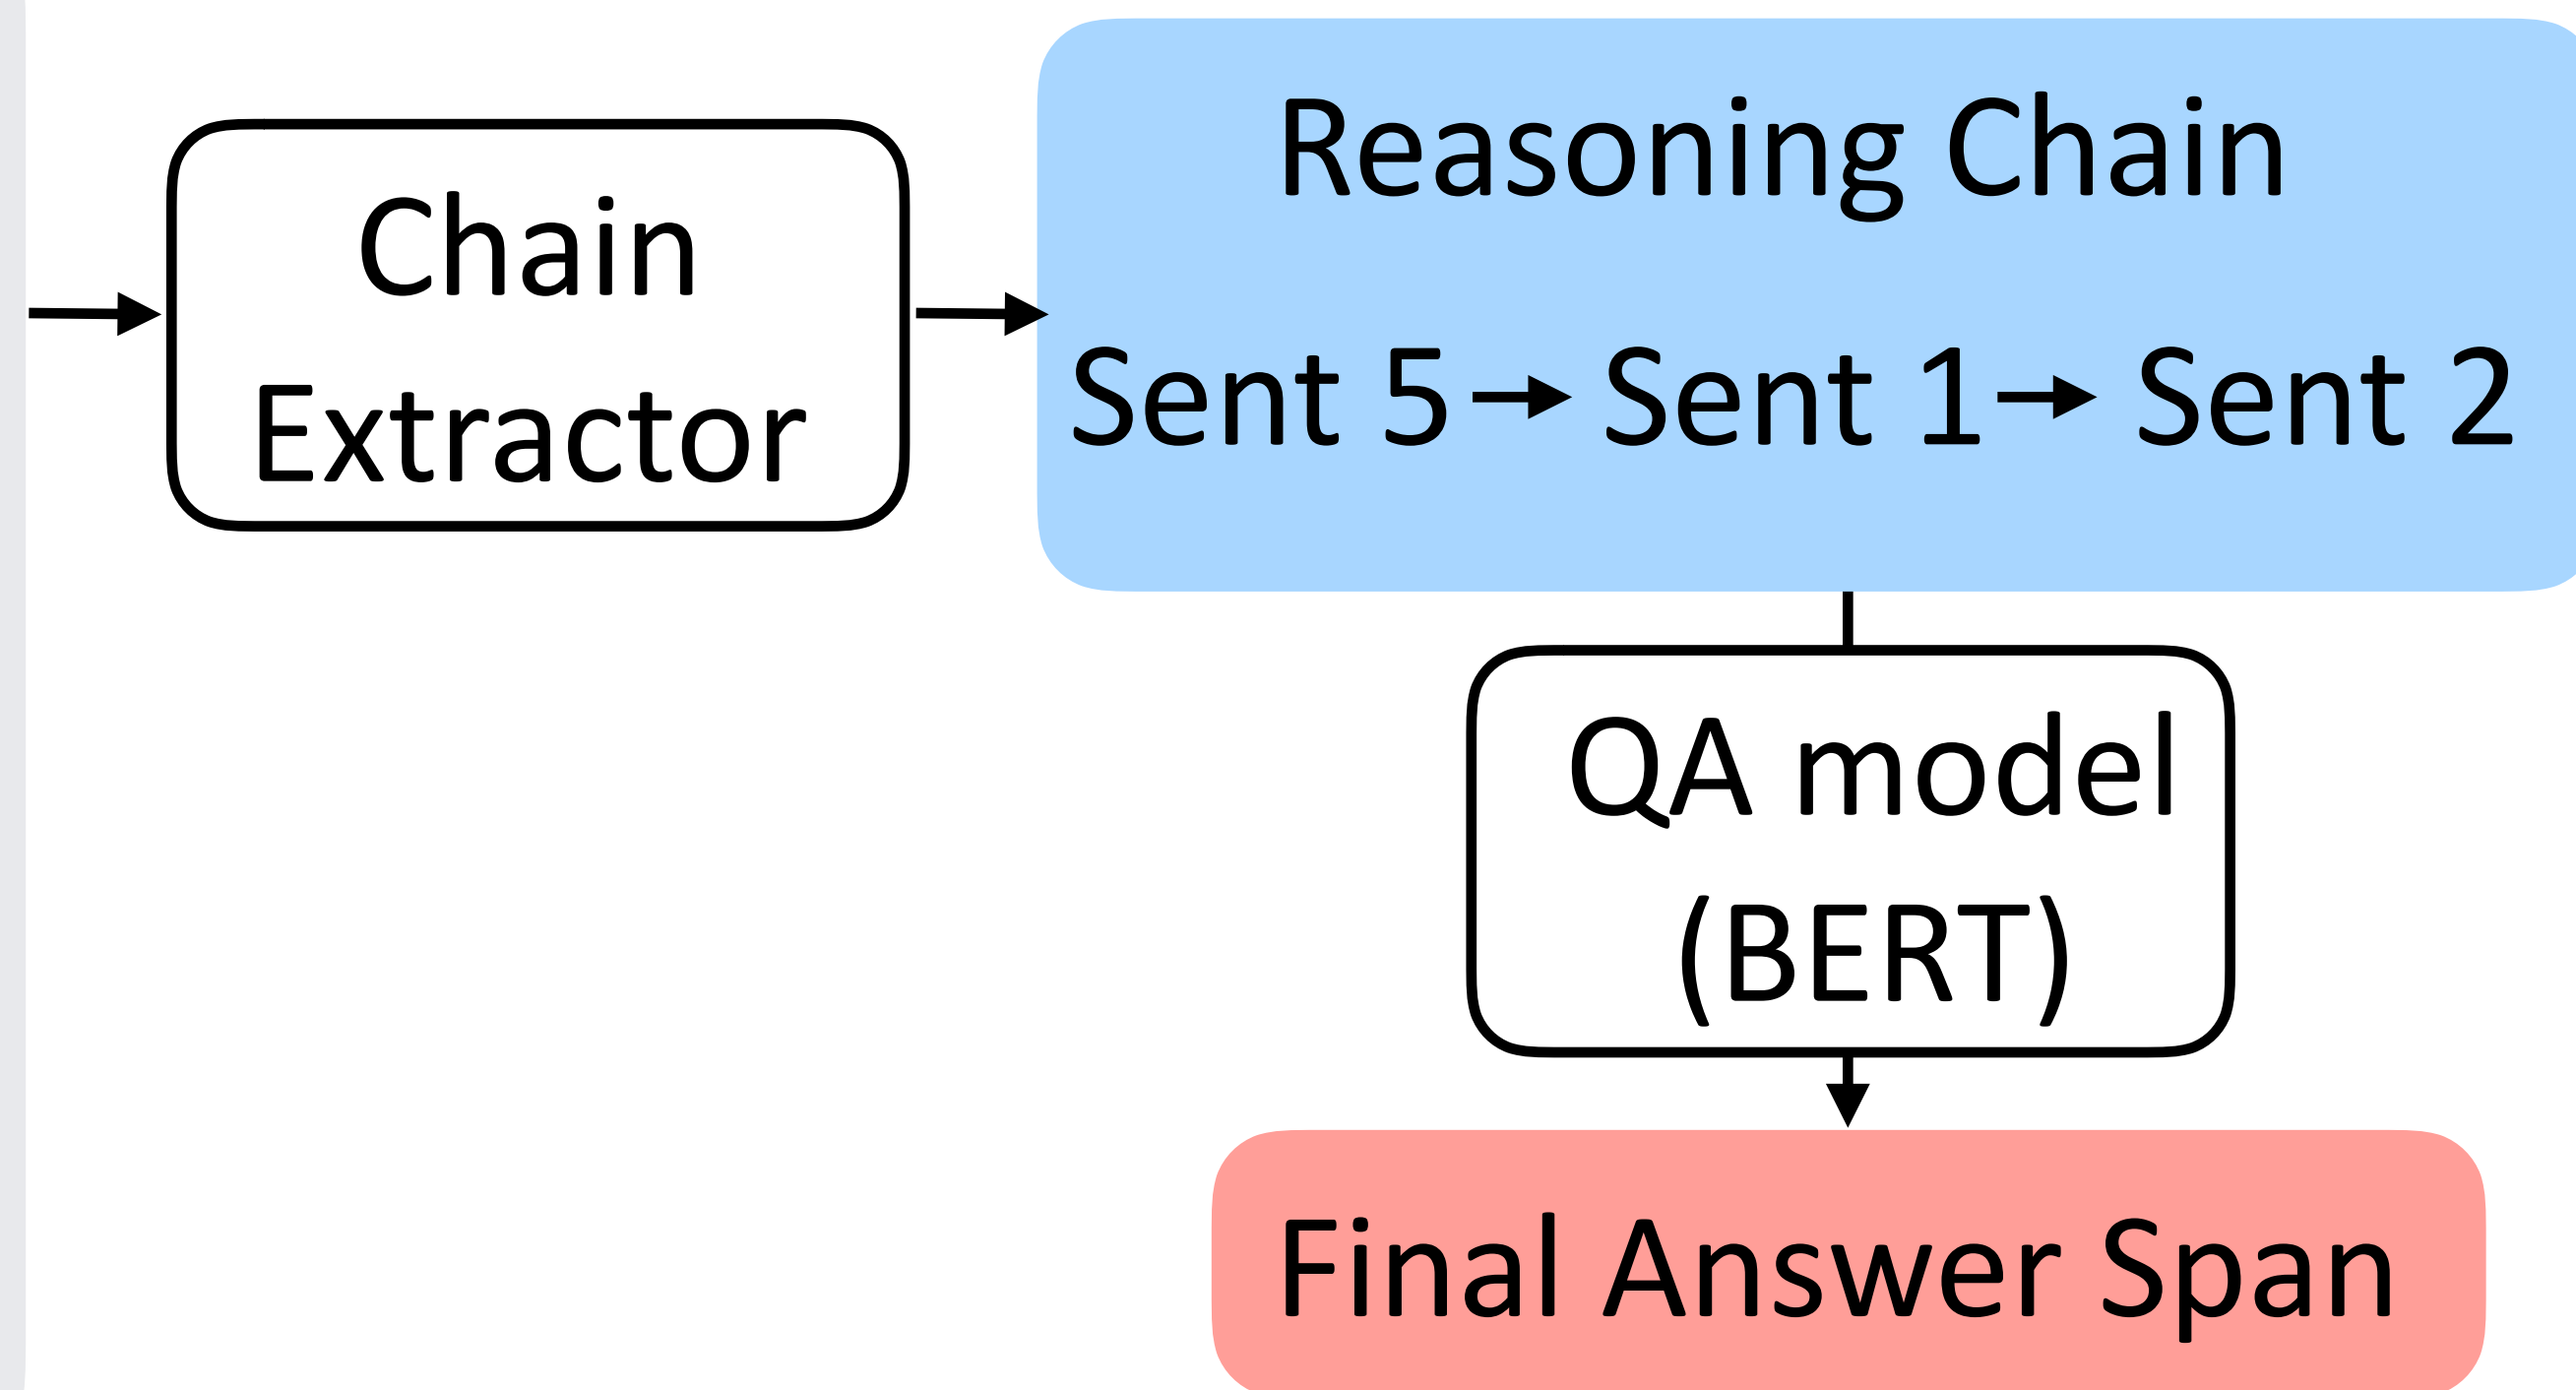 Chain
Extractor
Reasoning Chain
Sent 5 → Sent 1 → Sent 2
QA model
(BERT)
Final Answer Span